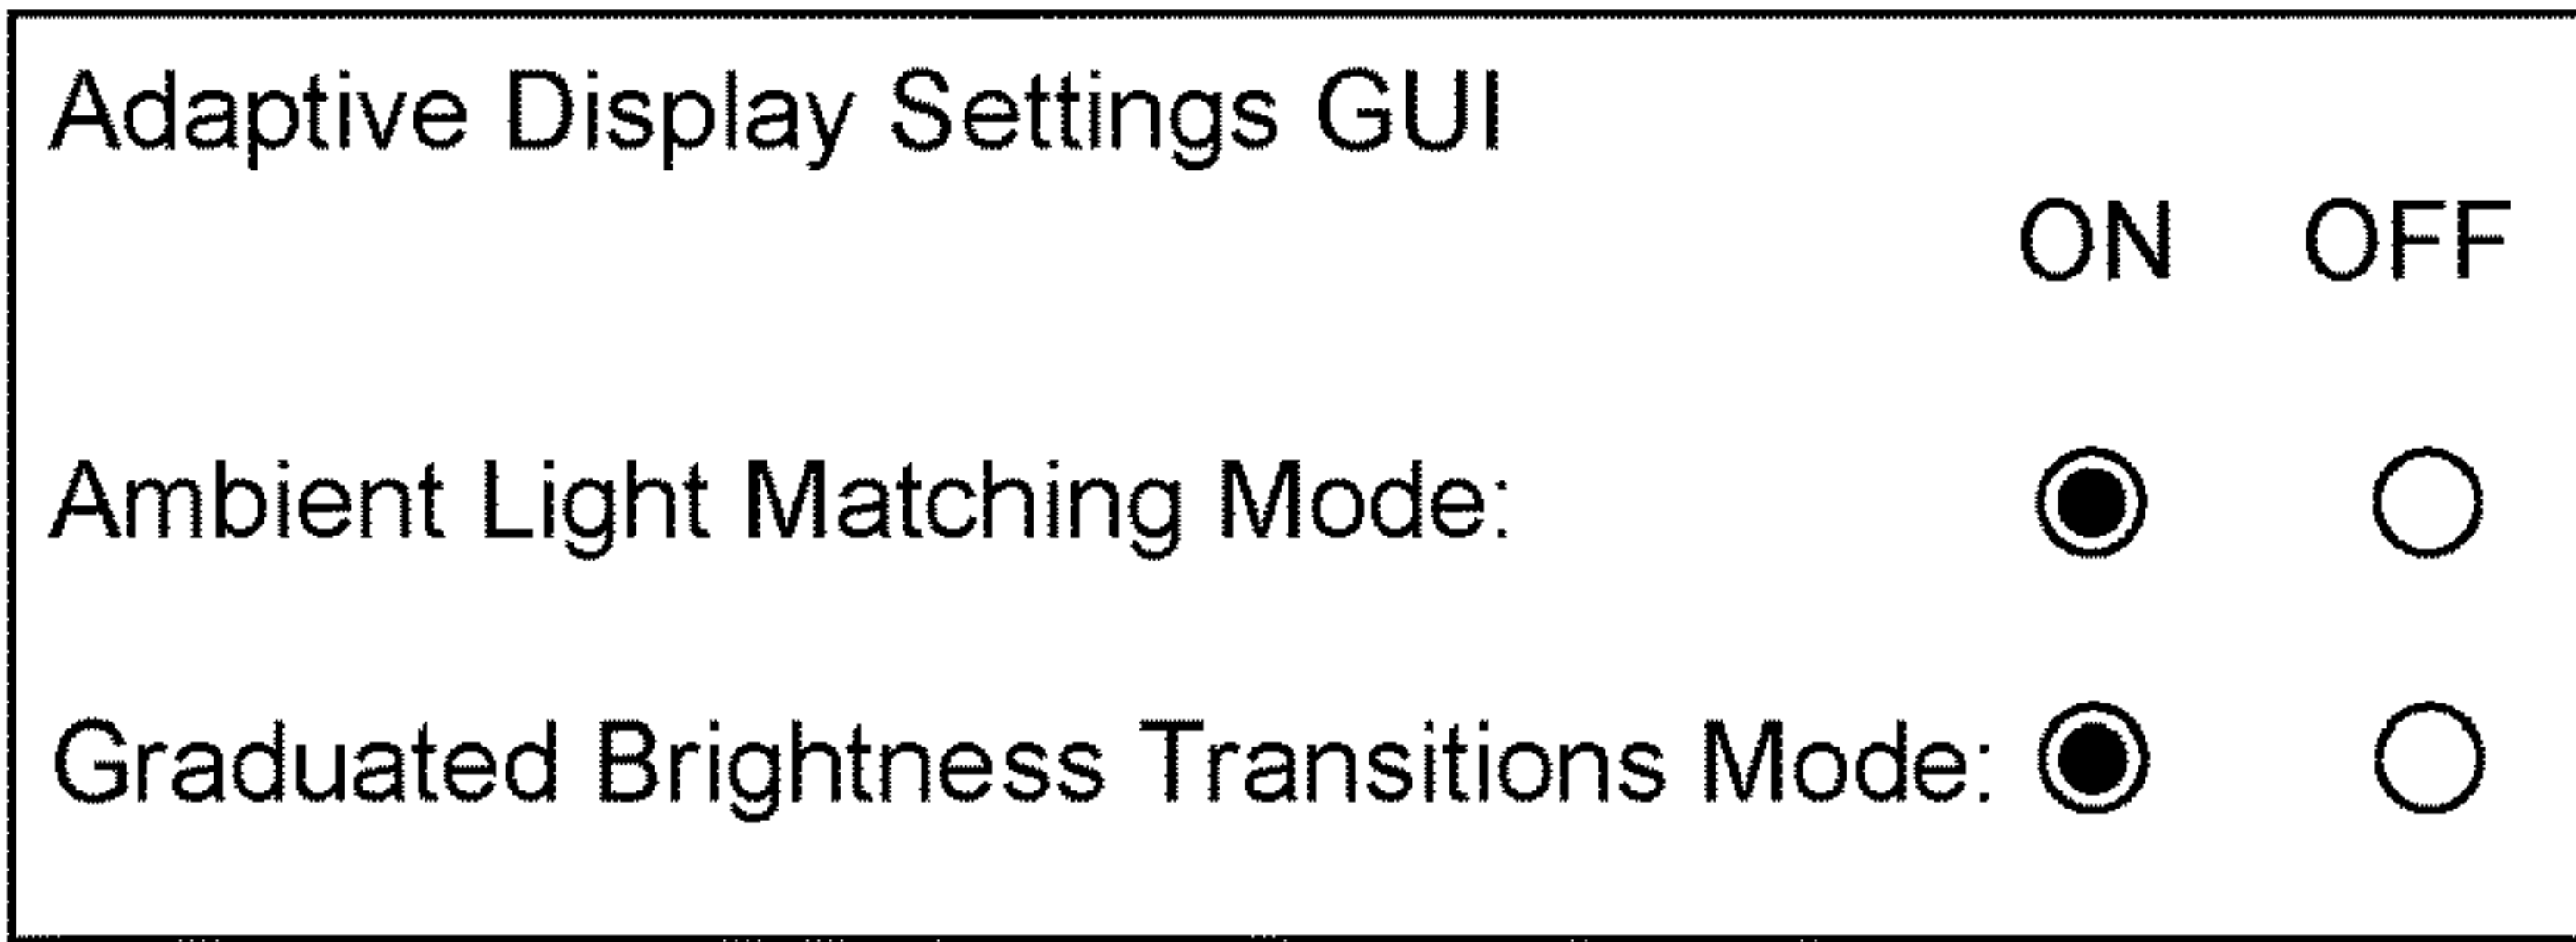 Adaptive Display Settings GUI
ON OFF
Ambient Light Matching Mode:
Graduated Brightness Transitions Mode: